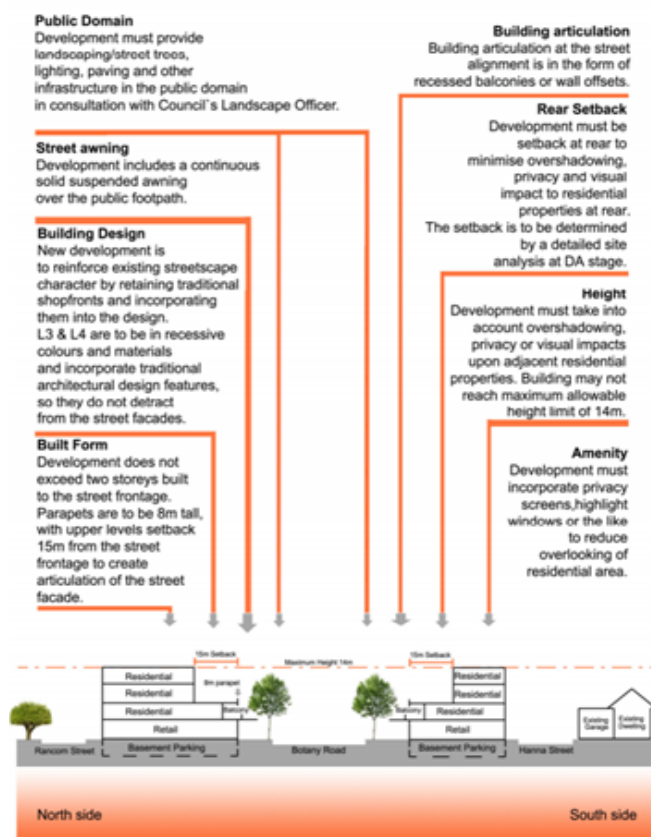 Public Domain
Development must provide
landscaping/street trees,
lighting, paving and other
infrastructure in the public domain
in consultation with Council`s Landscape Officer.
Street awning
Development includes a continuous
solid suspended awning
over the public footpath.
Building Design
New development is
to reinforce existing streetscape
character by retaining traditional
shopfronts and incorporating
them into the design.
L3 & L4 are to be in recessive
colours and materials
and incorporate traditional
architectural design features,
so they do not detract
from the street facades.
Built Form
Development does not
exceed two storeys built
to the street frontage.
Parapets are to be 8m tall,
with upper levels setback
15m from the street
frontage to create
articulation of the street
facade.
Building articulation
Building articulation at the street
alignment is in the form of
recessed balconies or wall offsets.
Rear Setback
Development must be
setback at rear to
minimise overshadowing,
privacy and visual
impact to residential
properties at rear.
The setback is to be determined
by a detailed site
analysis at DA stage.
Height
Development must take into
account overshadowing,
privacy or visual impacts
upon adjacent residential
properties. Building may not
reach maximum allowable
height limit of 14m.
Amenity
Development must
incorporate privacy
screens,highlight
windows or the like
to reduce
overlooking of
residential area.
15m Setback
Maximum Height 14m
15m Setback
Residential
Residential
8m parapet
Residential
Balcony
Retail
Basement Parking
Residential
Residential
Balcony
Residential
Retail
Basement Parking
Existing
Garage
Existing
Dwelling
Rancom Street
Botany Road
Hanna Street
North side
South side